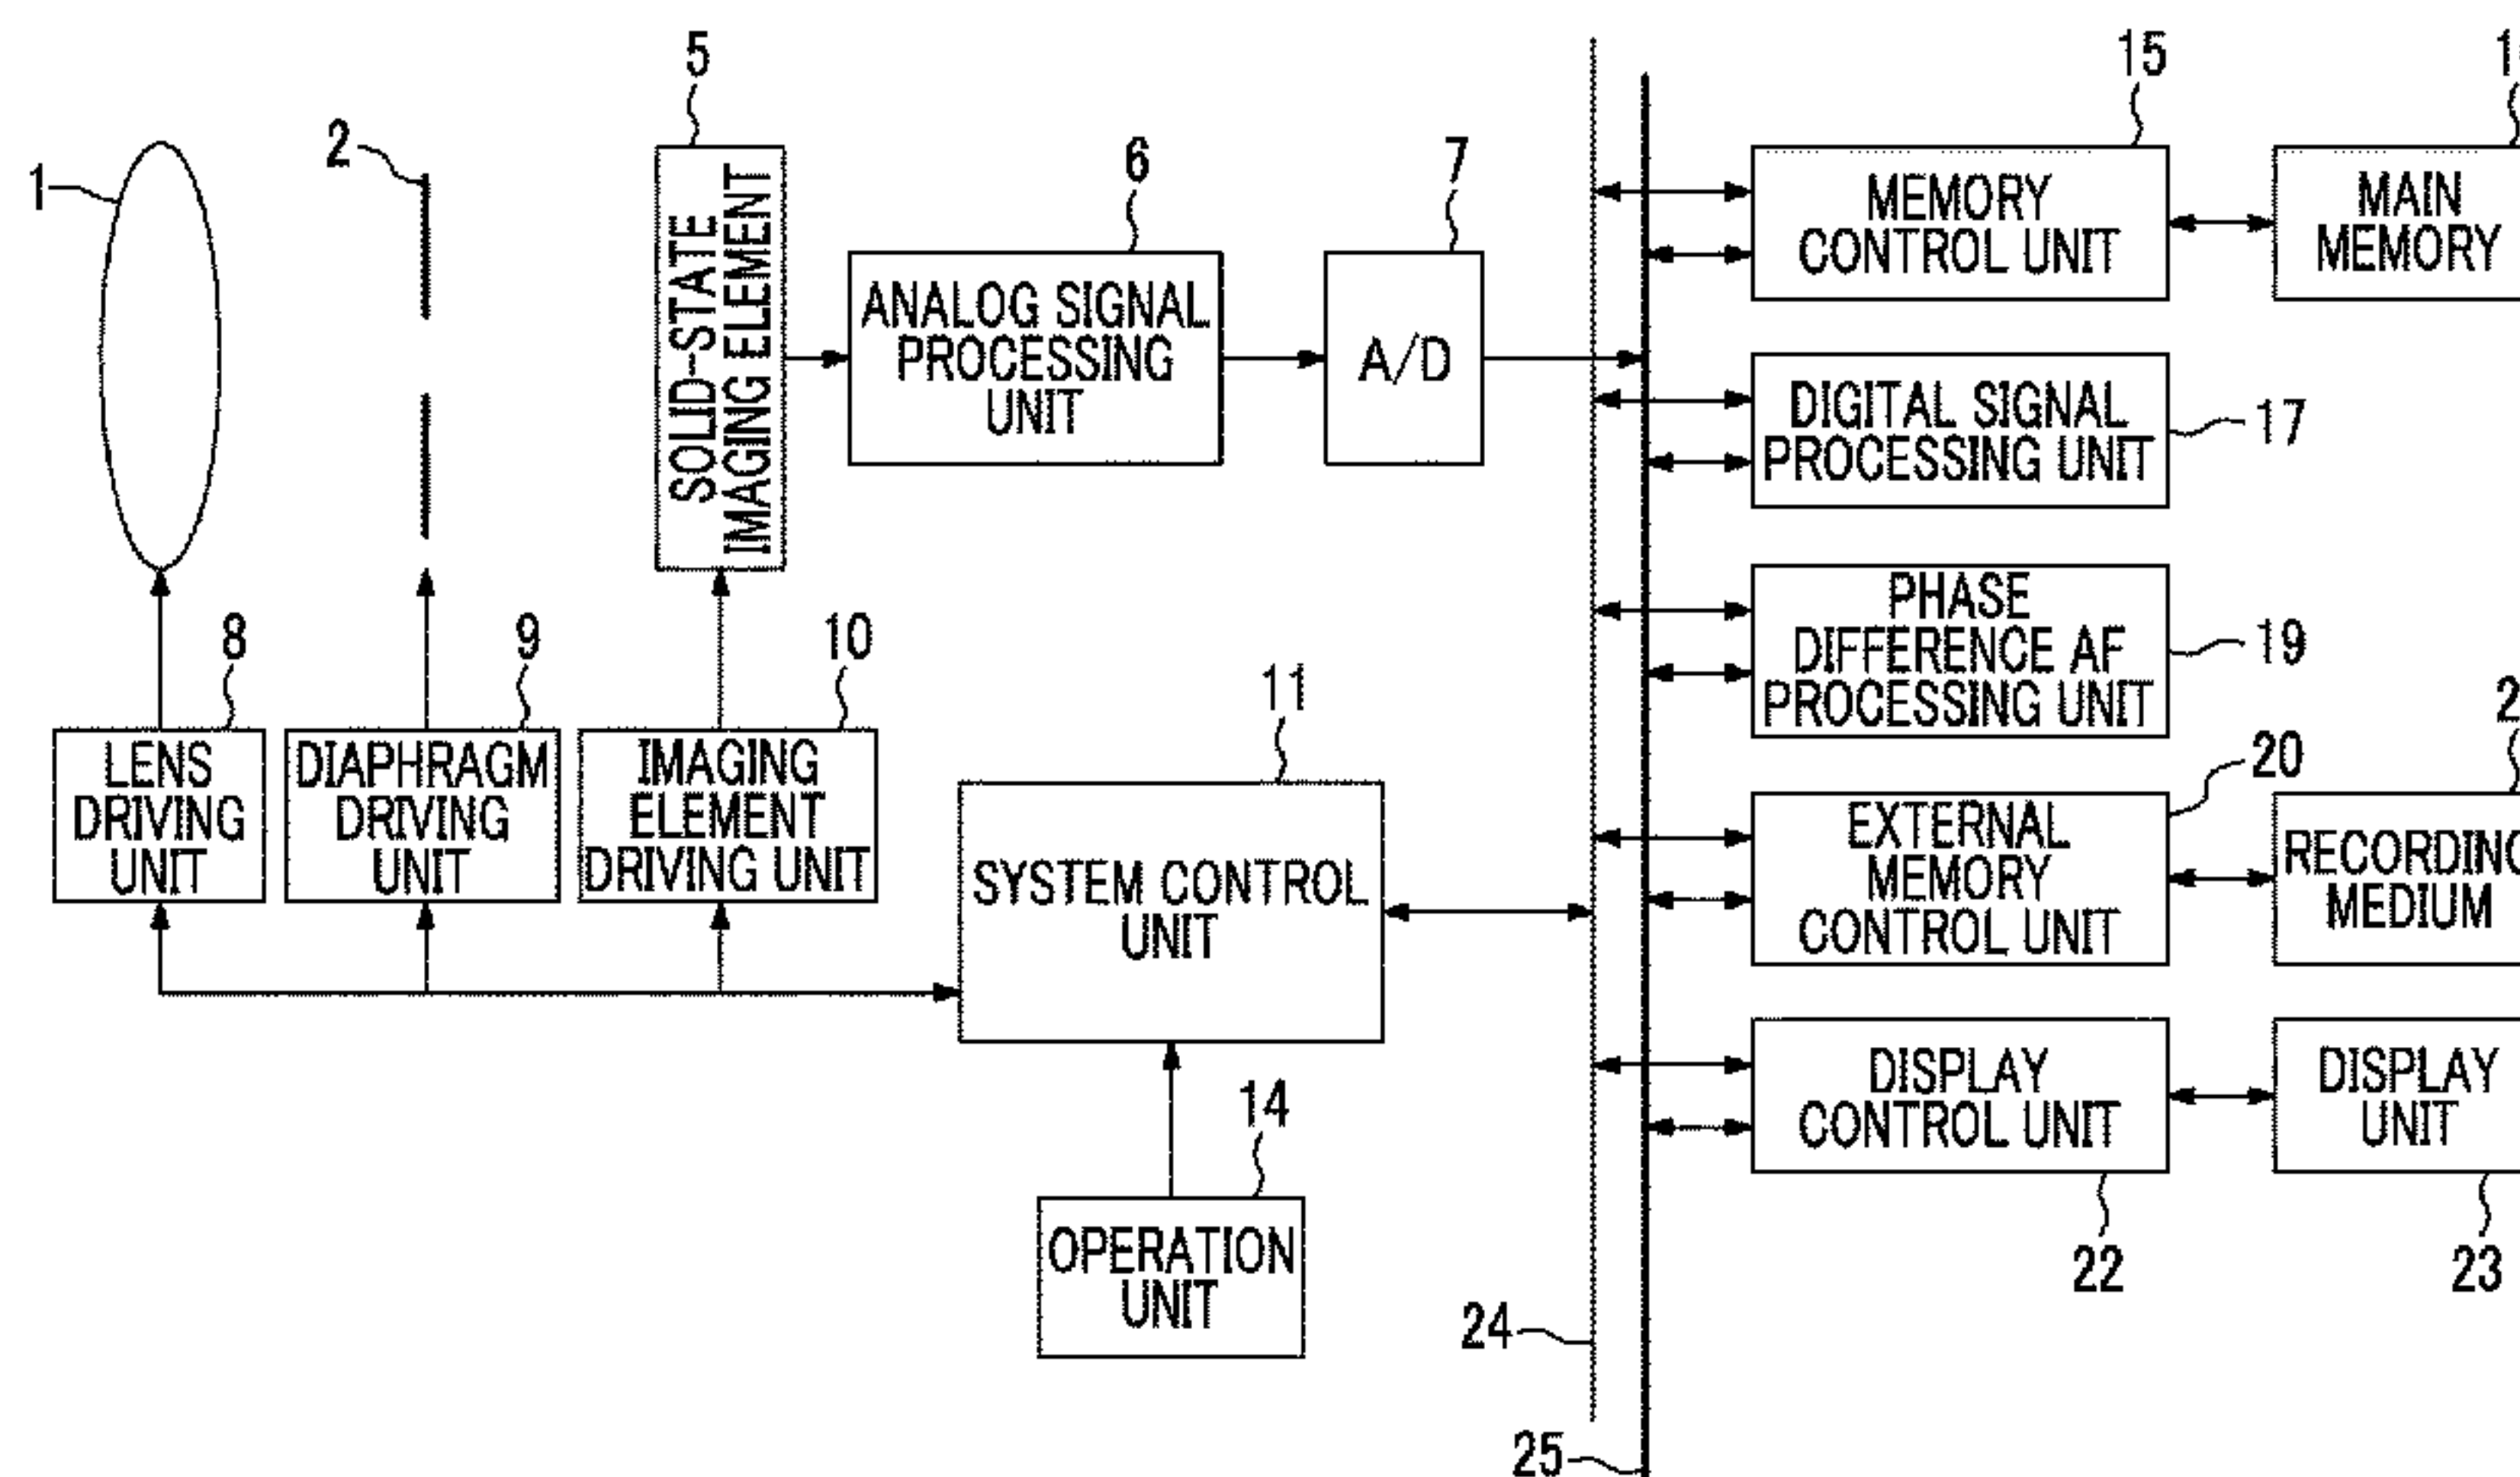 1
2
5
SOLID-STATE
IMAGING ELEMENT
6
ANALOG SIGNAL
PROCESSING
UNIT
7
A/D
15
MEMORY
CONTROL UNIT
MAIN
MEMORY
DIGITAL SIGNAL
PROCESSING UNIT
17
PHASE
DIFFERENCE AF
PROCESSING UNIT
19
8
LENS
DRIVING
UNIT
9
DIAPHRAGM
DRIVING
UNIT
10
IMAGING
ELEMENT
DRIVING UNIT
11
SYSTEM CONTROL
UNIT
20
EXTERNAL
MEMORY
CONTROL UNIT
RECORDING
MEDIUM
14
OPERATION
UNIT
DISPLAY
CONTROL UNIT
22
DISPLAY
UNIT
23
24
25